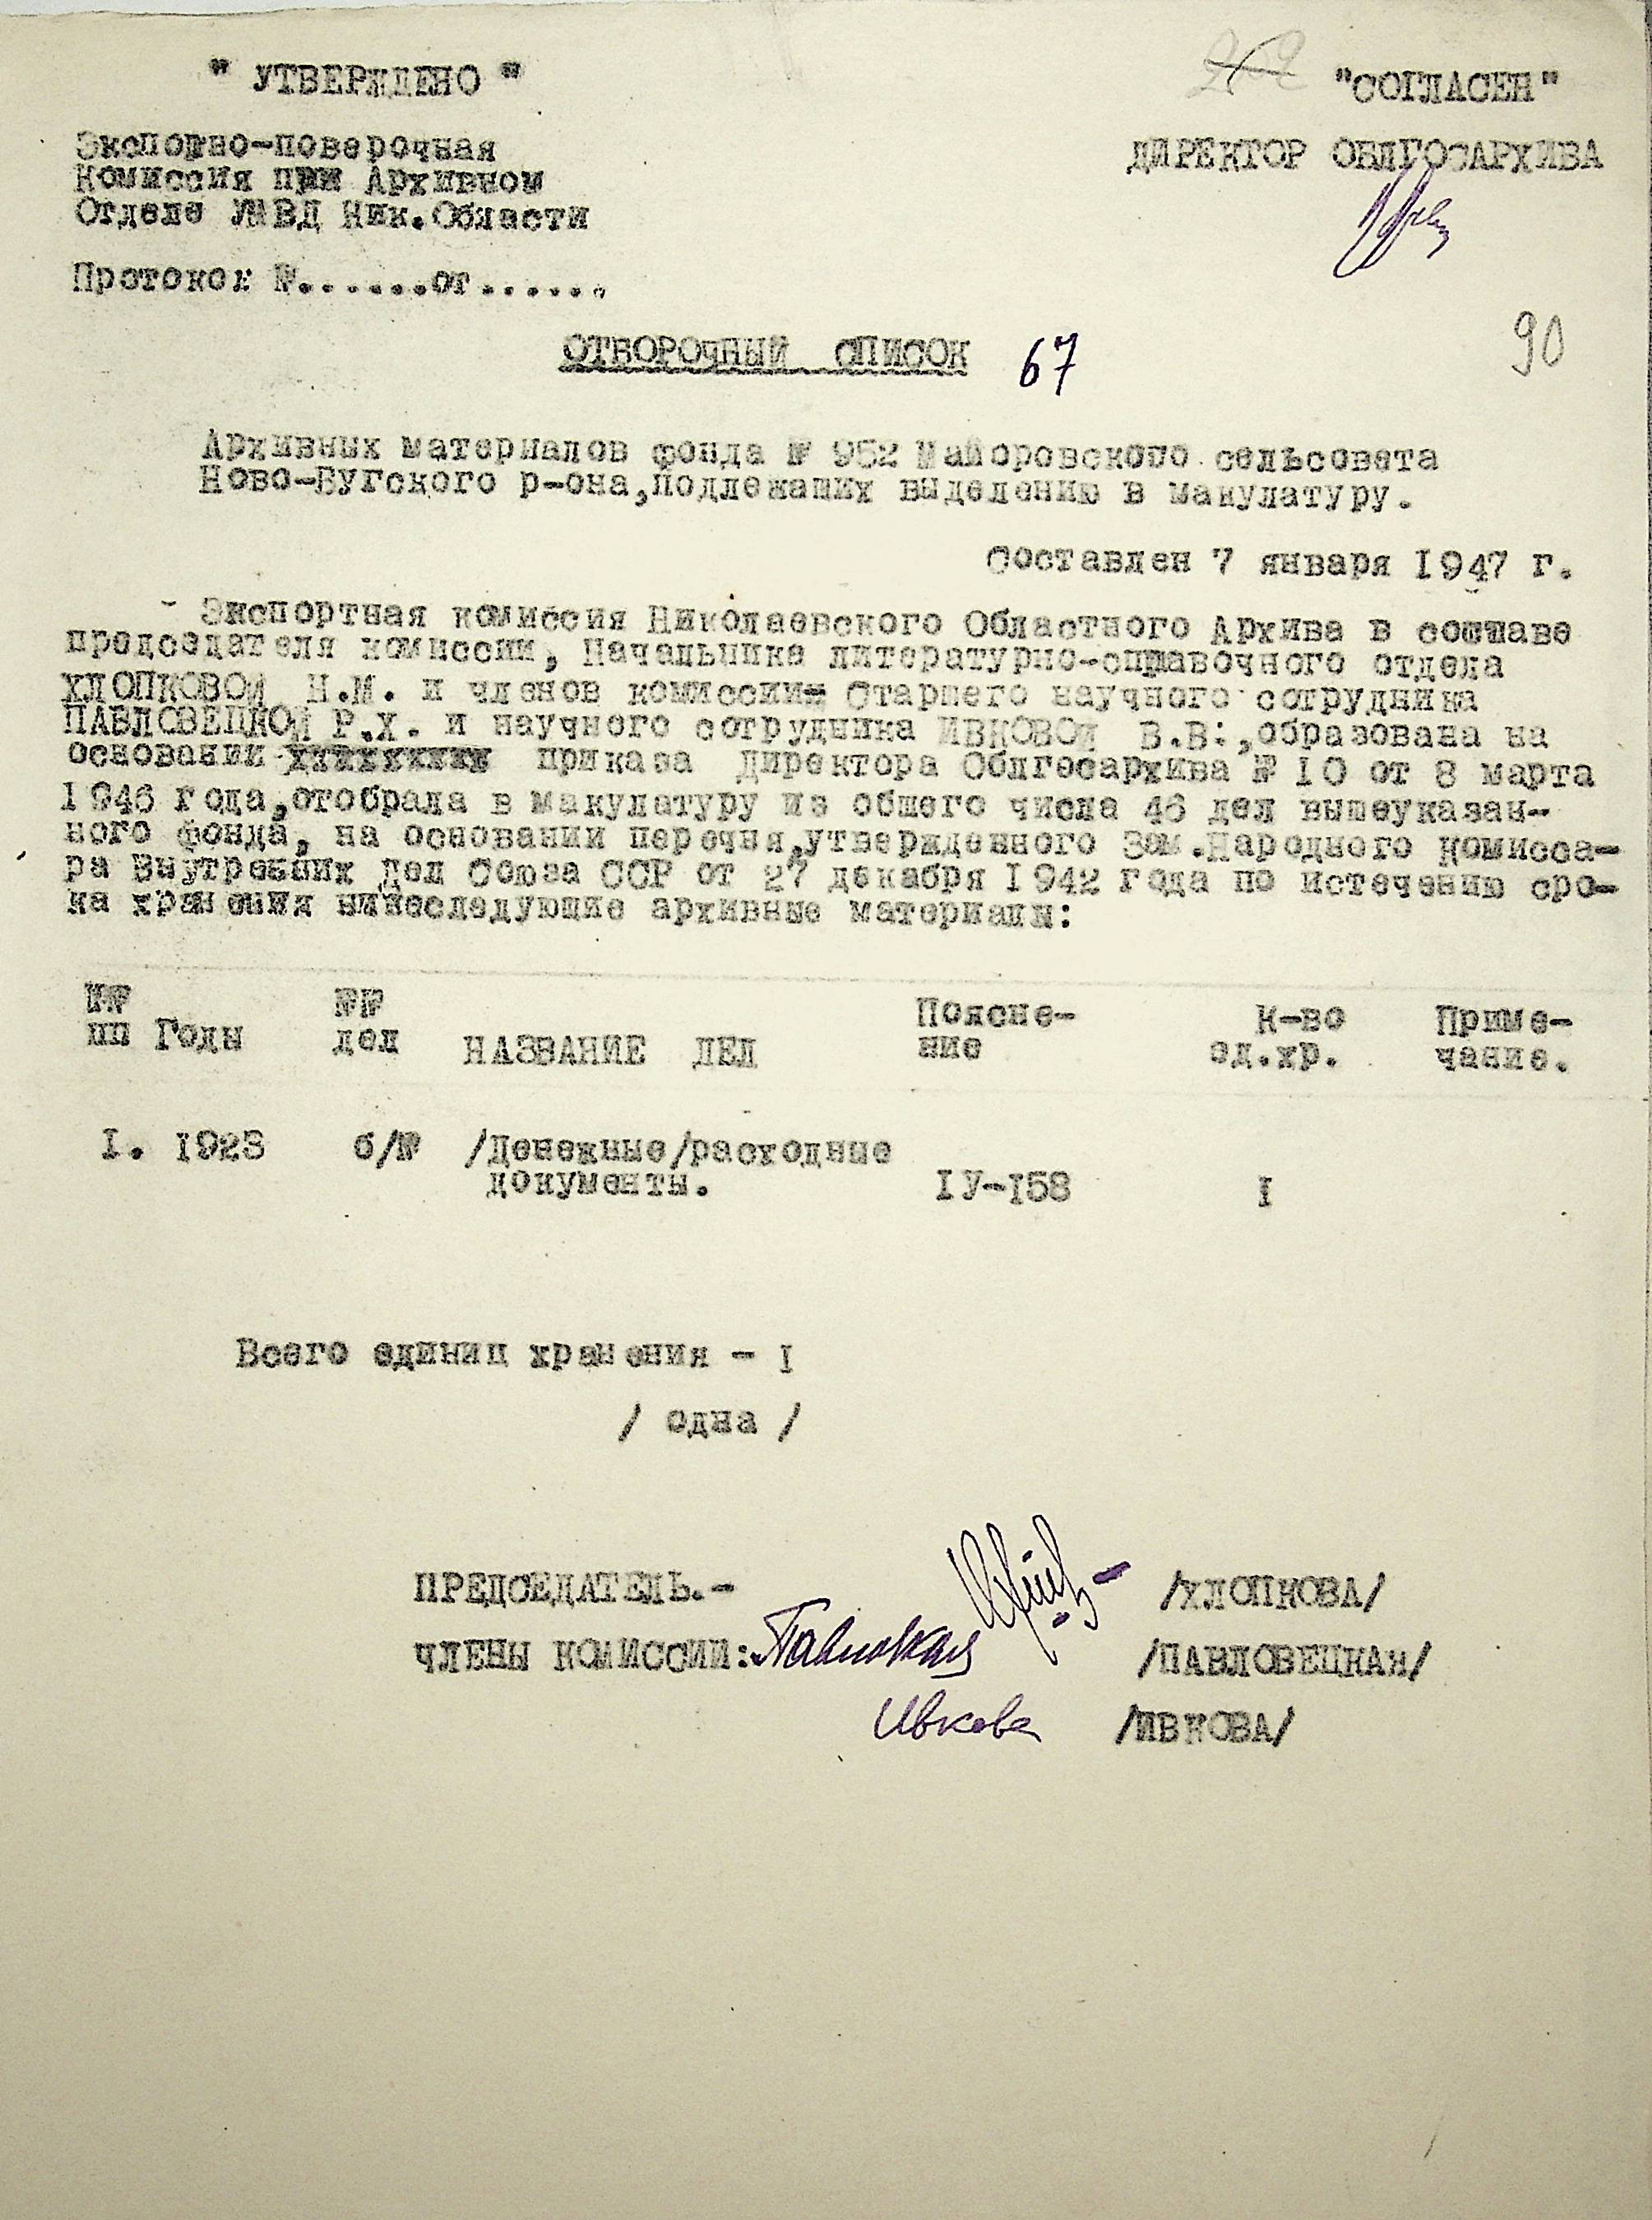 " УТВЕРЖДЕНО "
"СОГЛАСЕН"
Экспортно-поверочная
Комиссия при Архивном
Отделе УМВД Ник.Области
ДИРЕКТОР ОБЛГОСАРХИВА
Протокол №.......от......
90
ОТБОРОЧНЫЙ СПИСОК 67
Архивных материалов фонда № 952 Майоровского сельсовета
Ново-Бугского р-она,подлежащих выделению в макулатуру.
Составден 7 января 1947 г.
- Экспортная комиссия Николаевского Областного Архива в составе
председателя комиссии, Начальника литературно-справочного отдела
ХЛОПКОВОЙ Н.М. и членов комиссии- Старшего научного сотрудника
ПАВЛОВЕЦКОЙ Р.Х. и научного сотрудника ИВКОВОЙ В.В:,образована на
основании приказа Директора Облгосархива № 10 от 8 марта
1946 года,отобрала в макулатуру из общего числа 46 дел вышеуказан-
ного фонда, на основании перечня,утвержденного Зам.Народного Комисса-
ра Внутренних Дел Союза ССР от 27 декабря 1942 года по истечению сро-
ка хранения нижеследующие архивные материалы:
№№ пп Годы №№ дел НАЗВАНИЕ ДЕЛ Поясне- ние К-во ед.хр. Приме- чание.
I. 1928 б/№ /Денежные/расходные
документы. IУ-158 I
Всего единиц хранения - I
/ одна /
ПРЕДСЕДАТЕЛЬ.- /ХЛОПКОВА/
ЧЛЕНЫ КОМИССИИ: /ПАВЛОВЕЦКАЯ/
Ивкова /ИВКОВА/